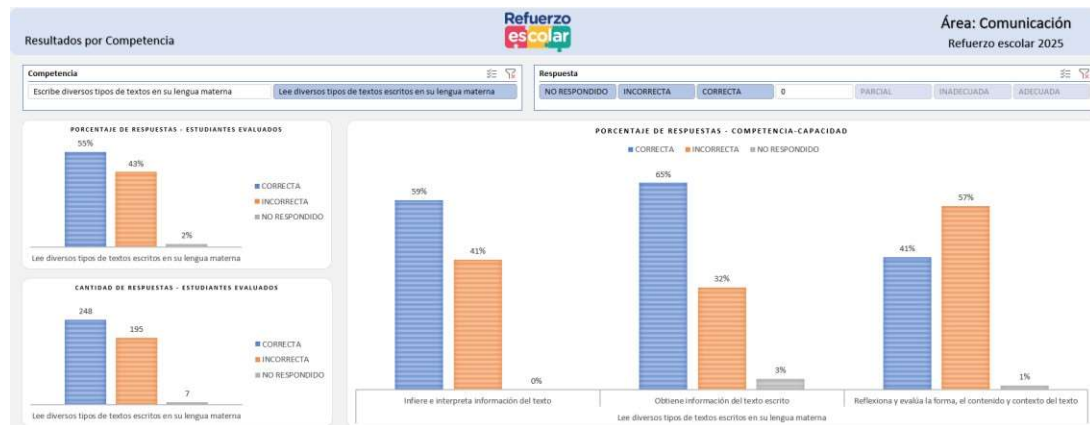 Resultados por Competencia
Refuerzo
escolar
Área: Comunicación
Refuerzo escolar 2025
Competencia
Escribe diversos tipos de textos en su lengua materna
Lee diversos tipos de textos escritos en su lengua materna
Respuesta
NO RESPONDIDO
INCORRECTA
CORRECTA
0
PARCIAL
INADECUADA
ADECUADA
PORCENTAJE DE RESPUESTAS - ESTUDIANTES EVALUADOS
55%
43%
2%
CORRECTA
INCORRECTA
NO RESPONDIDO
Lee diversos tipos de textos escritos en su lengua materna
CANTIDAD DE RESPUESTAS - ESTUDIANTES EVALUADOS
248
195
7
CORRECTA
INCORRECTA
NO RESPONDIDO
Lee diversos tipos de textos escritos en su lengua materna
PORCENTAJE DE RESPUESTAS - COMPETENCIA-CAPACIDAD
CORRECTA INCORRECTA NO RESPONDIDO
59%
41%
0%
65%
32%
3%
41%
57%
1%
Infiere e interpreta información del texto
Obtiene información del texto escrito
Reflexiona y evalúa la forma, el contenido y contexto del texto
Lee diversos tipos de textos escritos en su lengua materna